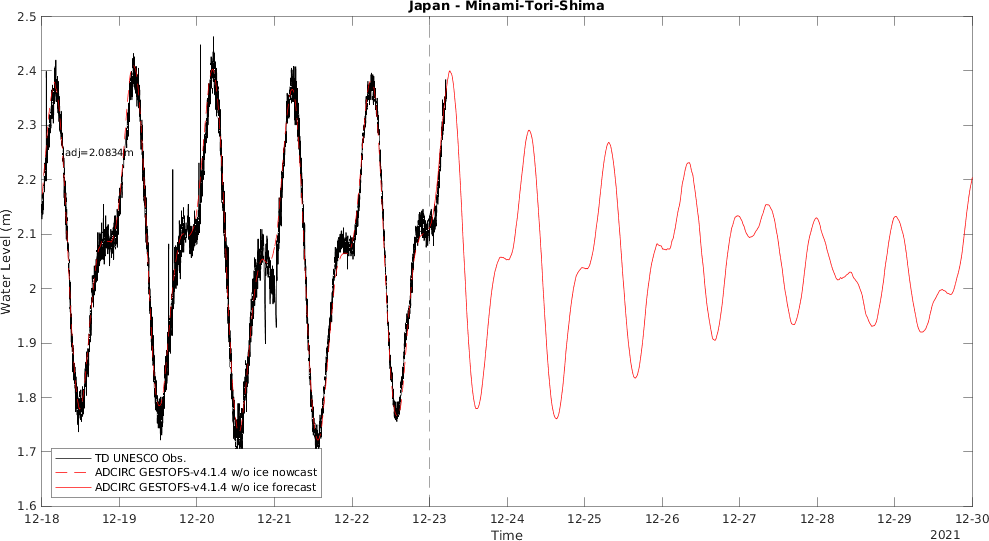 Japan - Minami-Tori-Shima
2.5
2.4
2.3
2.2
2.1
2
1.9
1.8
1.7
1.6
Water Level (m)
adj=2.0834m
TD UNESCO Obs.
ADCIRC GESTOFS-v4.1.4 w/o ice nowcast
ADCIRC GESTOFS-v4.1.4 w/o ice forecast
12-18 12-19 12-20 12-21 12-22 12-23 12-24 12-25 12-26 12-27 12-28 12-29 12-30
Time
2021